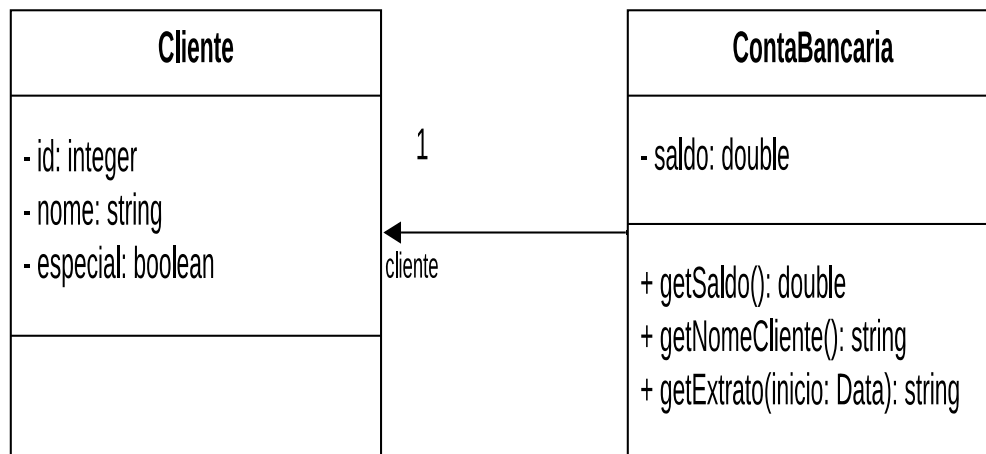 Cliente
- id: integer
- nome: string
- especial: boolean
1
cliente
ContaBancaria
- saldo: double
+ getSaldo(): double
+ getNomeCliente(): string
+ getExtrato(inicio: Data): string